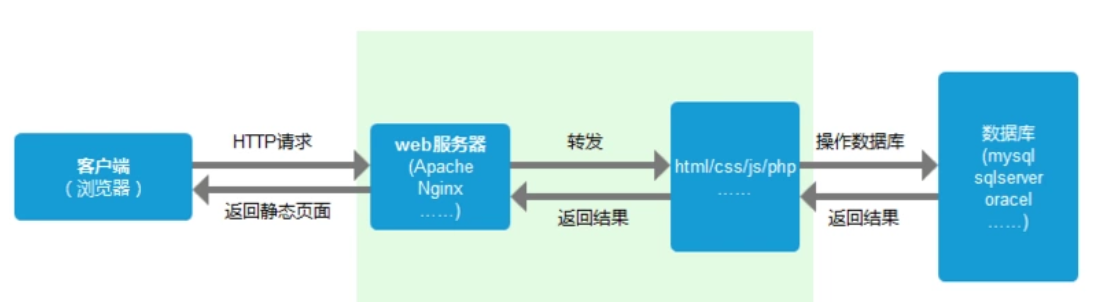 HTTP请求
客户端
（浏览器）
返回静态页面
web服务器
(Apache
Nginx
……)
转发
返回结果
html/css/js/php
……
操作数据库
返回结果
数据库
(mysql
sqlserver
oracel
……)